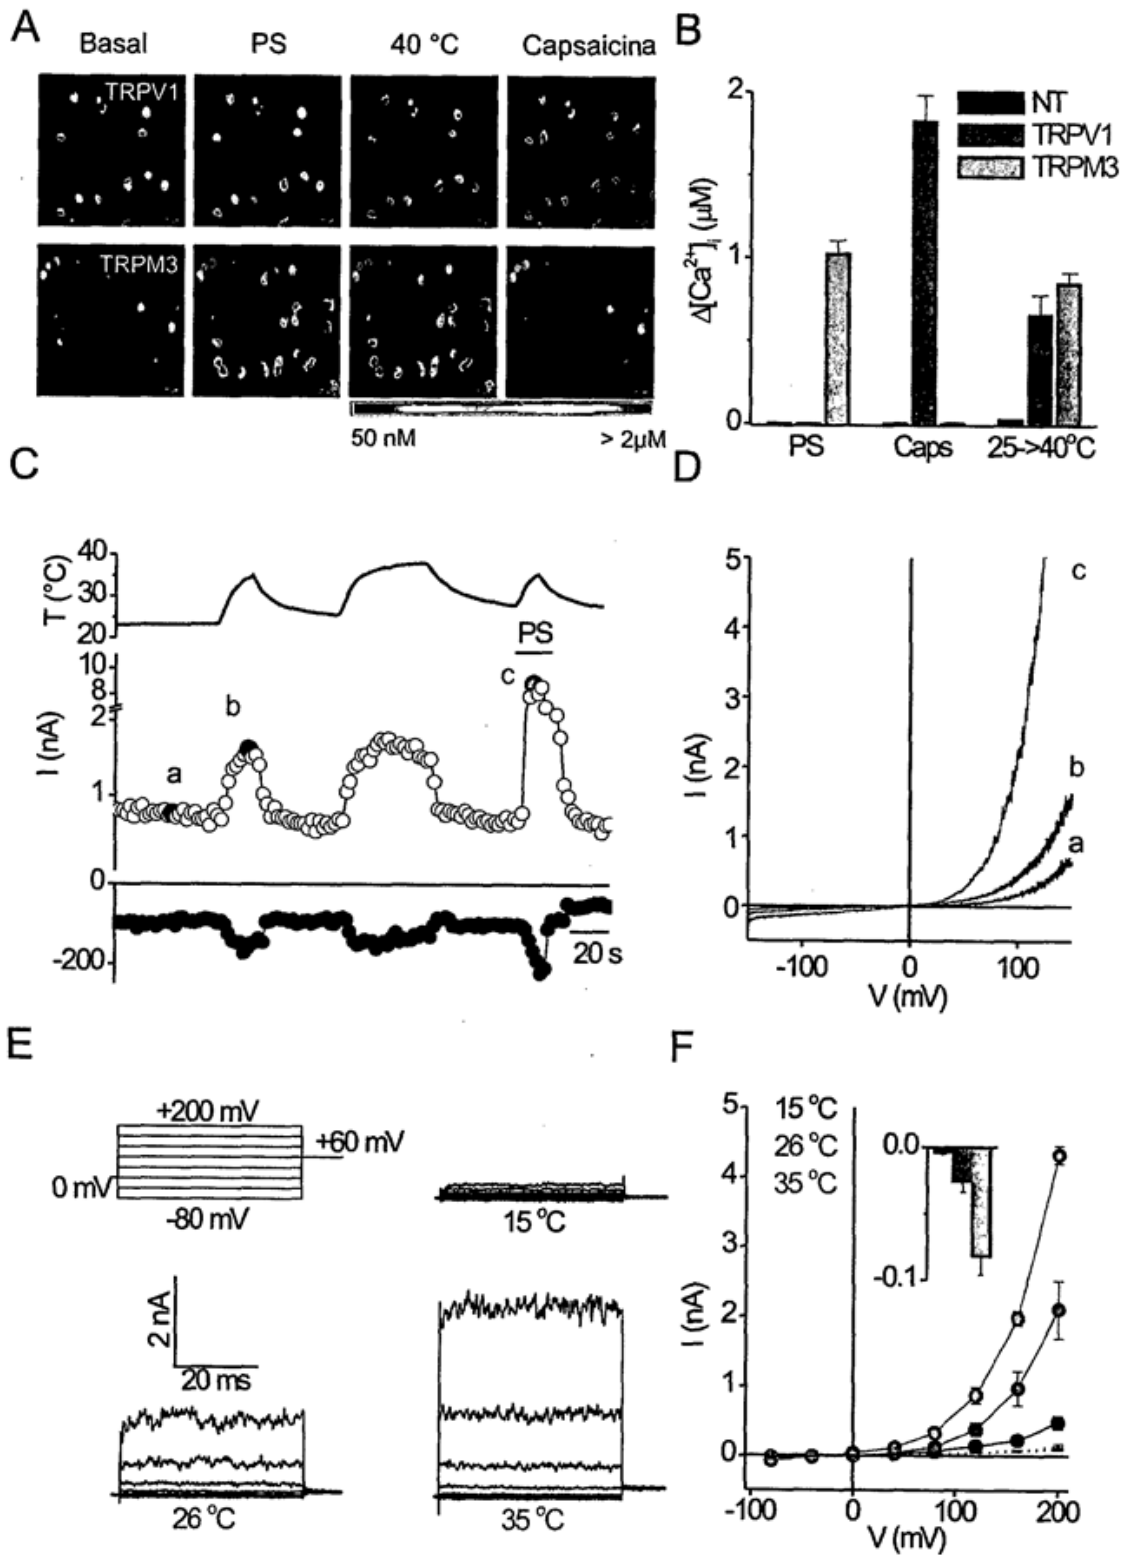 A
Basal PS 40 °C Capsaicina
TRPV1
TRPM3
50 nM > 2µM
B
2
1
0
Δ[Ca2+]i (µM)
NT
TRPV1
TRPM3
PS Caps 25->40°C
C
T (°C)
40
30
20
PS
I (nA)
10
8
2
1
0
-200
a
b
c
20 s
D
I (nA)
5
4
3
2
1
0
c
b
a
-100 0 100
V (mV)
E
+200 mV
+60 mV
0 mV
-80 mV
15 °C
2 nA
20 ms
26 °C
35 °C
F
I (nA)
5
4
3
2
1
0
15 °C
26 °C
35 °C
0.0
-0.1
-100 0 100 200
V (mV)